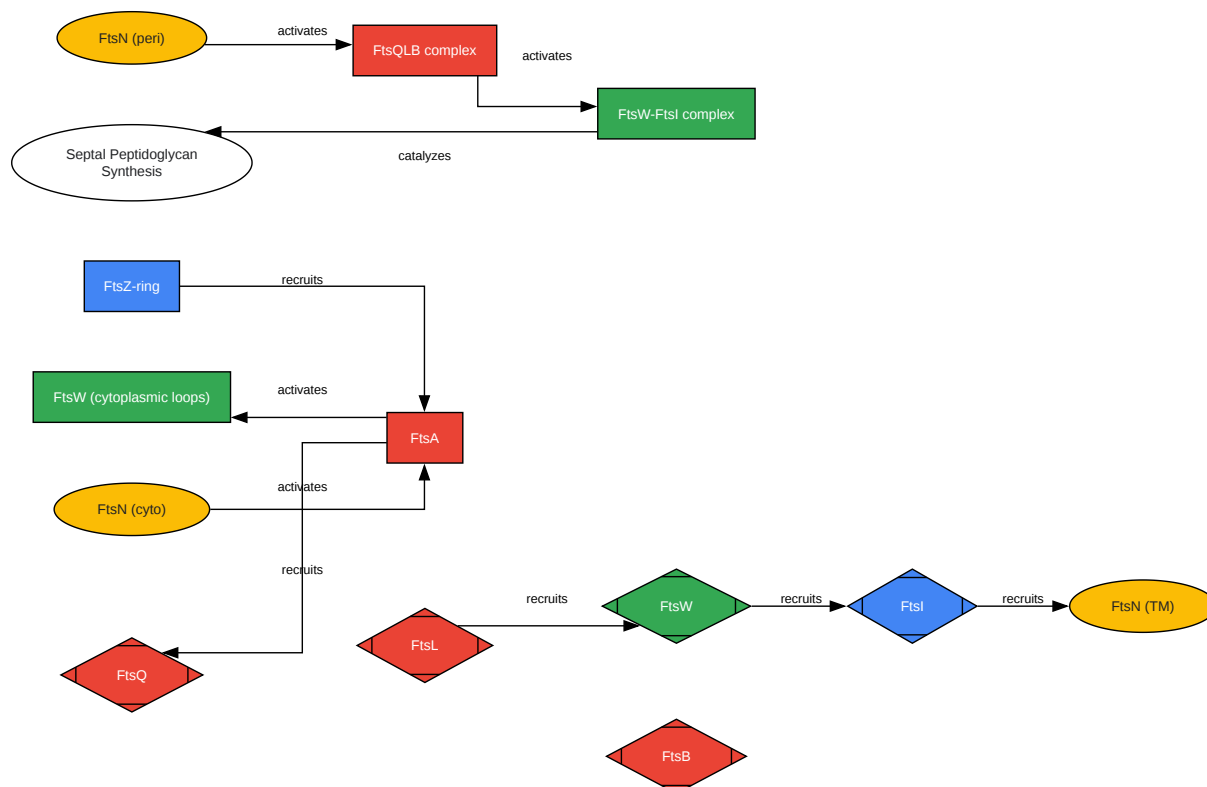 FtsN (peri)
activates
FtsQLB complex
activates
FtsW-FtsI complex
Septal Peptidoglycan
Synthesis
catalyzes
FtsZ-ring
recruits
FtsW (cytoplasmic loops)
activates
FtsA
FtsN (cyto)
activates
recruits
FtsQ
FtsL
recruits
FtsW
recruits
FtsI
recruits
FtsN (TM)
FtsB